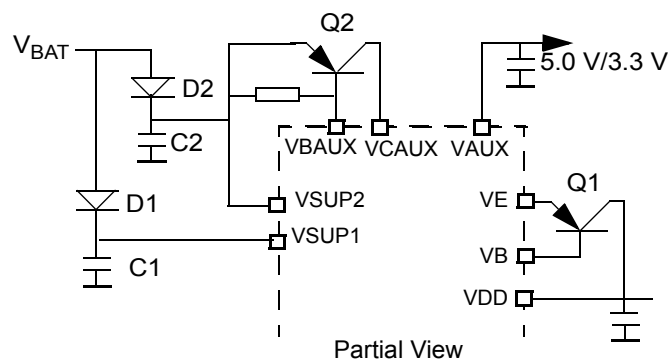 Q2
VBAT
5.0 V/3.3 V
D2
C2
VBAUX
VCAUX
VAUX
Q1
VSUP2
VE
D1
VSUP1
VB
C1
VDD
Partial View